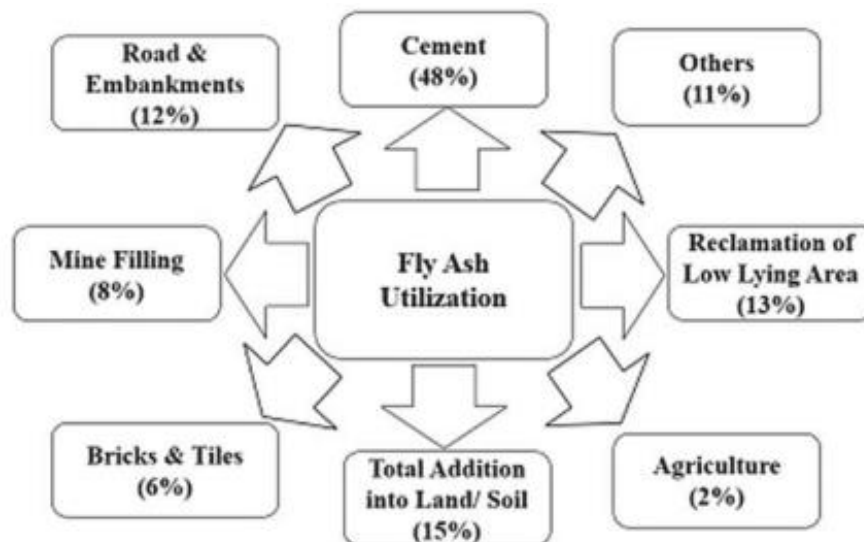 Road &
Embankments
(12%)
Cement
(48%)
Others
(11%)
Mine Filling
(8%)
Fly Ash
Utilization
Reclamation of
Low Lying Area
(13%)
Bricks & Tiles
(6%)
Total Addition
into Land/ Soil
(15%)
Agriculture
(2%)